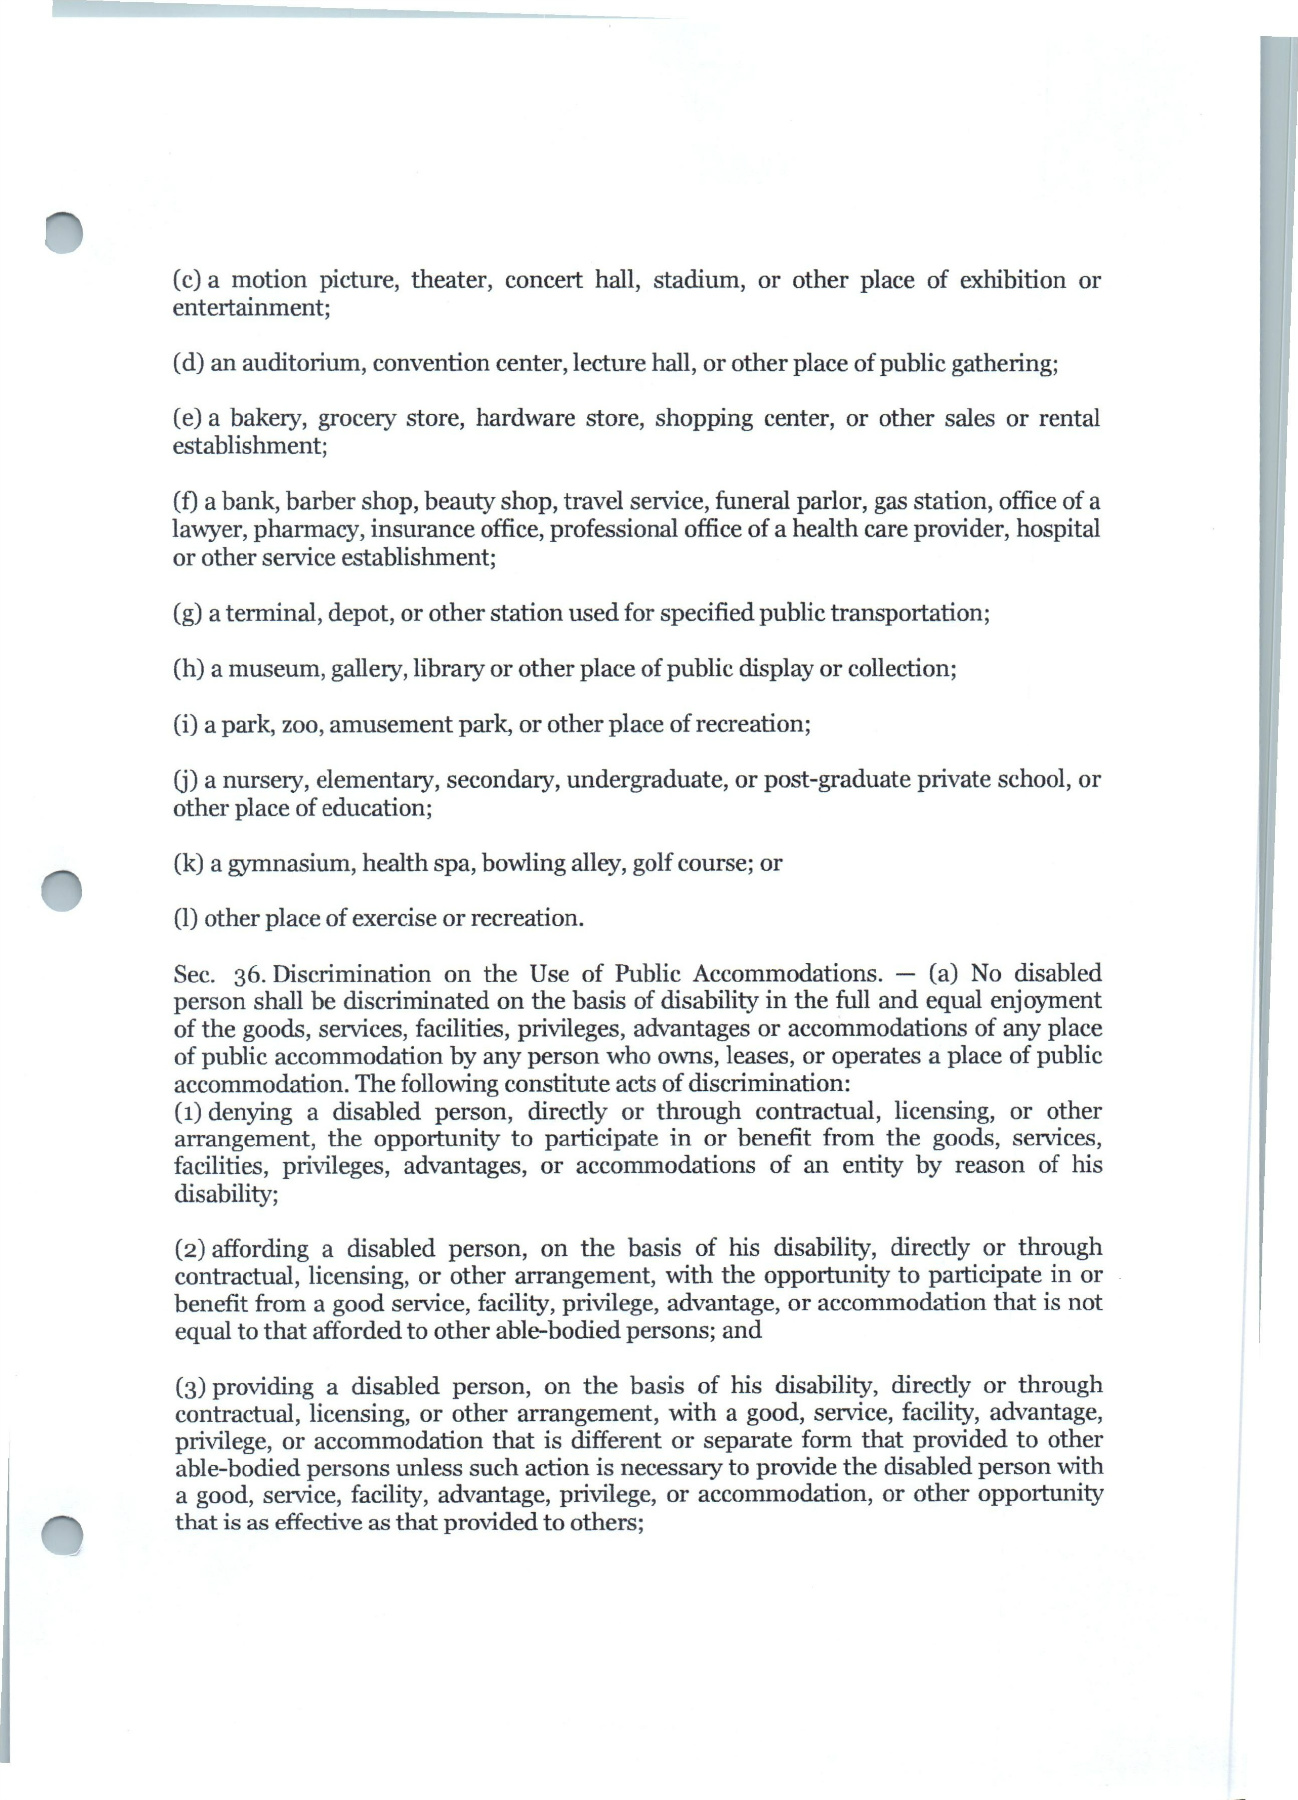 (c) a motion picture, theater, concert hall, stadium, or other place of exhibition or
entertainment;
(d) an auditorium, convention center, lecture hall, or other place of public gathering;
(e) a bakery, grocery store, hardware store, shopping center, or other sales or rental
establishment;
(f) a bank, barber shop, beauty shop, travel service, funeral parlor, gas station, office of a
lawyer, pharmacy, insurance office, professional office of a health care provider, hospital
or other service establishment;
(g) a terminal, depot, or other station used for specified public transportation;
(h) a museum, gallery, library or other place of public display or collection;
(i) a park, zoo, amusement park, or other place of recreation;
(j) a nursery, elementary, secondary, undergraduate, or post-graduate private school, or
other place of education;
(k) a gymnasium, health spa, bowling alley, golf course; or
(l) other place of exercise or recreation.
Sec. 36. Discrimination on the Use of Public Accommodations. — (a) No disabled
person shall be discriminated on the basis of disability in the full and equal enjoyment
of the goods, services, facilities, privileges, advantages or accommodations of any place
of public accommodation by any person who owns, leases, or operates a place of public
accommodation. The following constitute acts of discrimination:
(1) denying a disabled person, directly or through contractual, licensing, or other
arrangement, the opportunity to participate in or benefit from the goods, services,
facilities, privileges, advantages, or accommodations of an entity by reason of his
disability;
(2) affording a disabled person, on the basis of his disability, directly or through
contractual, licensing, or other arrangement, with the opportunity to participate in or
benefit from a good service, facility, privilege, advantage, or accommodation that is not
equal to that afforded to other able-bodied persons; and
(3) providing a disabled person, on the basis of his disability, directly or through
contractual, licensing, or other arrangement, with a good, service, facility, advantage,
privilege, or accommodation that is different or separate form that provided to other
able-bodied persons unless such action is necessary to provide the disabled person with
a good, service, facility, advantage, privilege, or accommodation, or other opportunity
that is as effective as that provided to others;